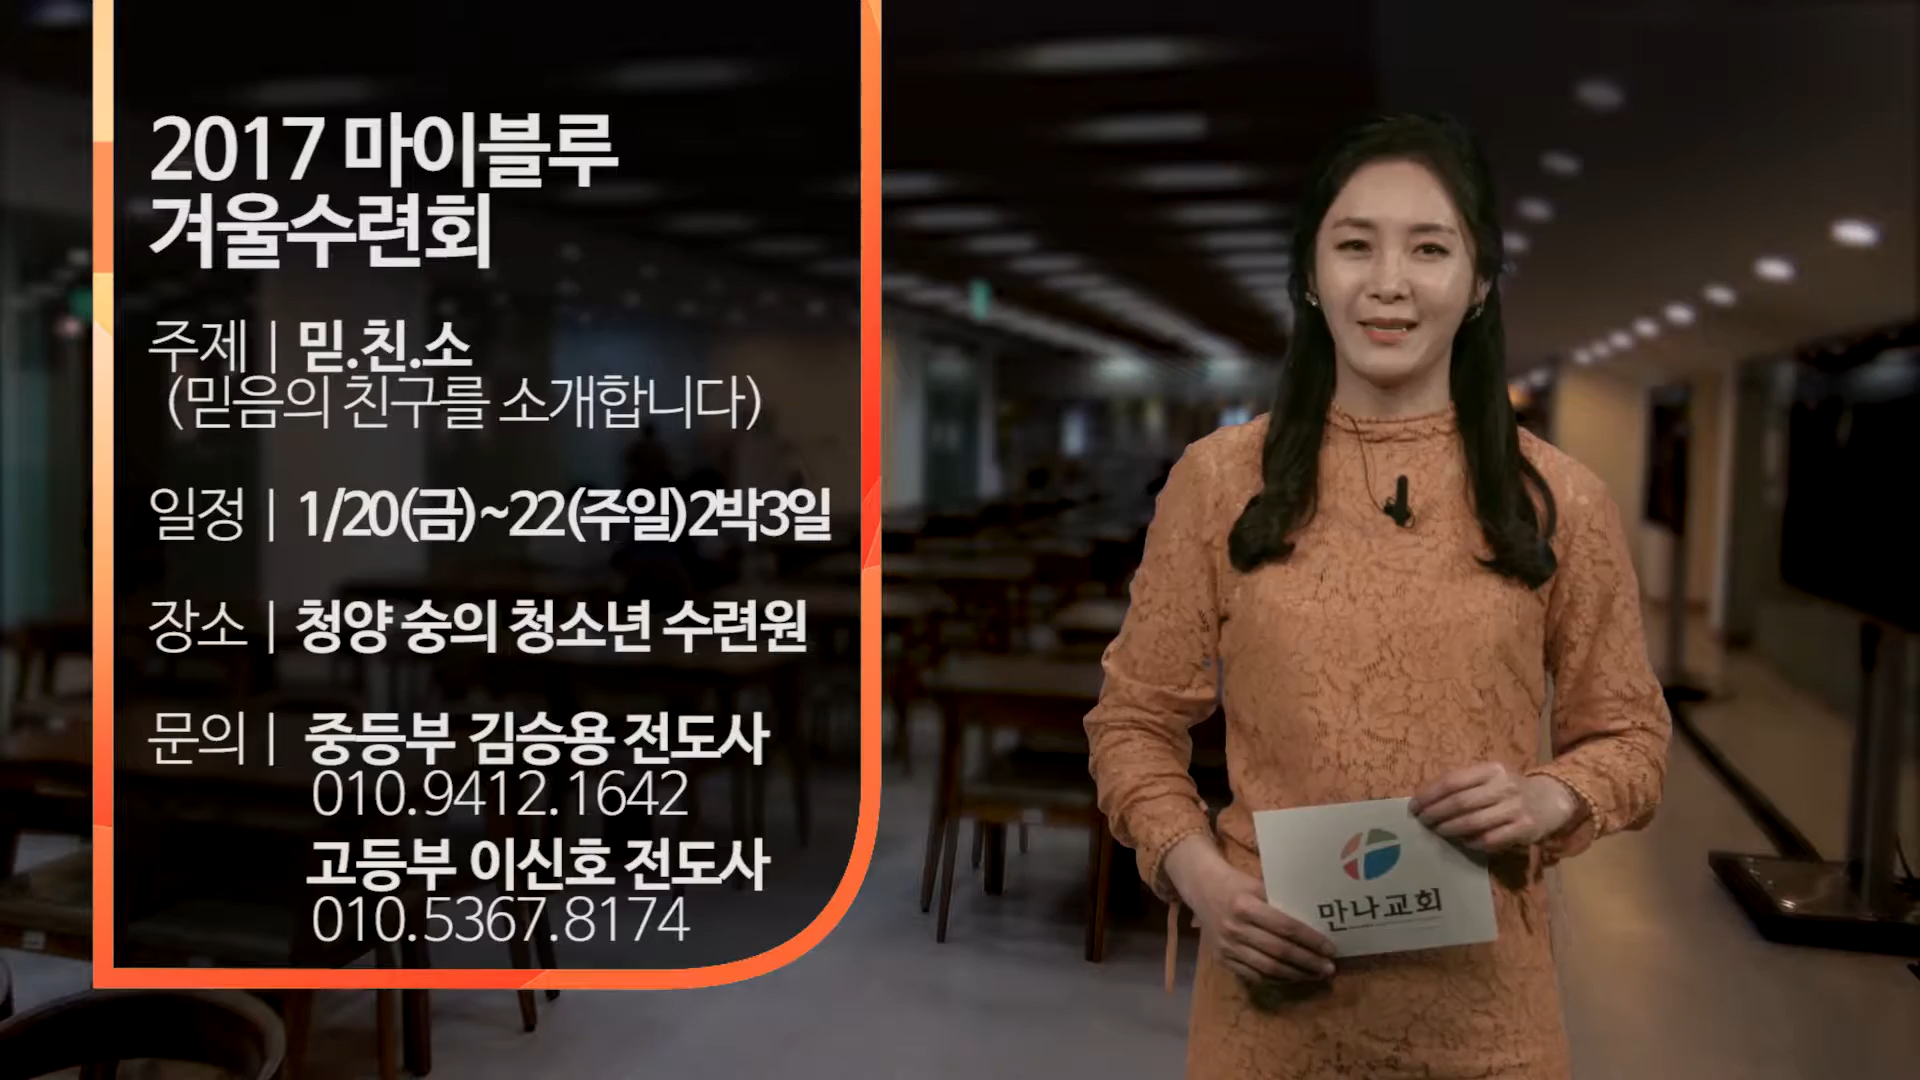 2017 마이블루
겨울수련회
주제 | 믿.친.소
(믿음의 친구를 소개합니다)
일정 | 1/20(금)~22(주일)2박3일
장소 | 청양 숭의 청소년 수련원
문의 | 중등부 김승용 전도사
010.9412.1642
고등부 이신호 전도사
010.5367.8174
만나교회